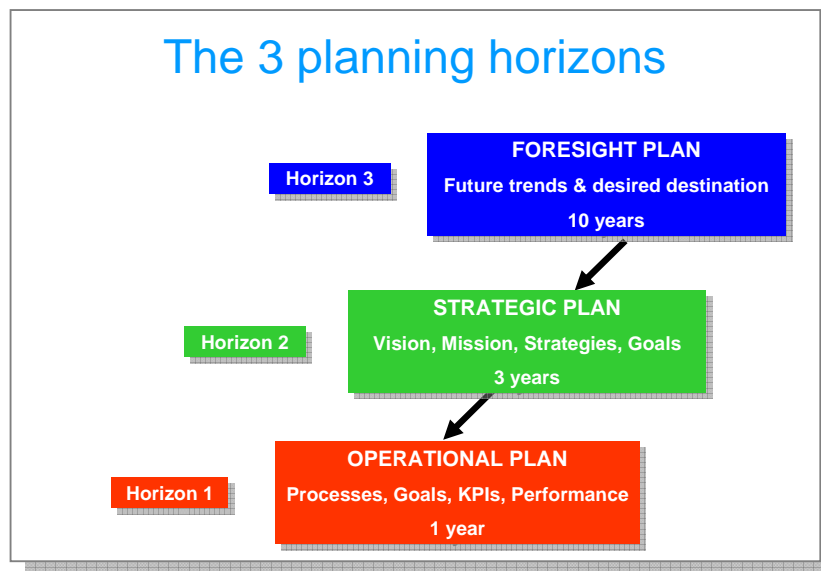 The 3 planning horizons
FORESIGHT PLAN
Horizon 3
Future trends & desired destination
10 years
STRATEGIC PLAN
Horizon 2
Vision, Mission, Strategies, Goals
3 years
OPERATIONAL PLAN
Horizon 1
Processes, Goals, KPIs, Performance
1 year